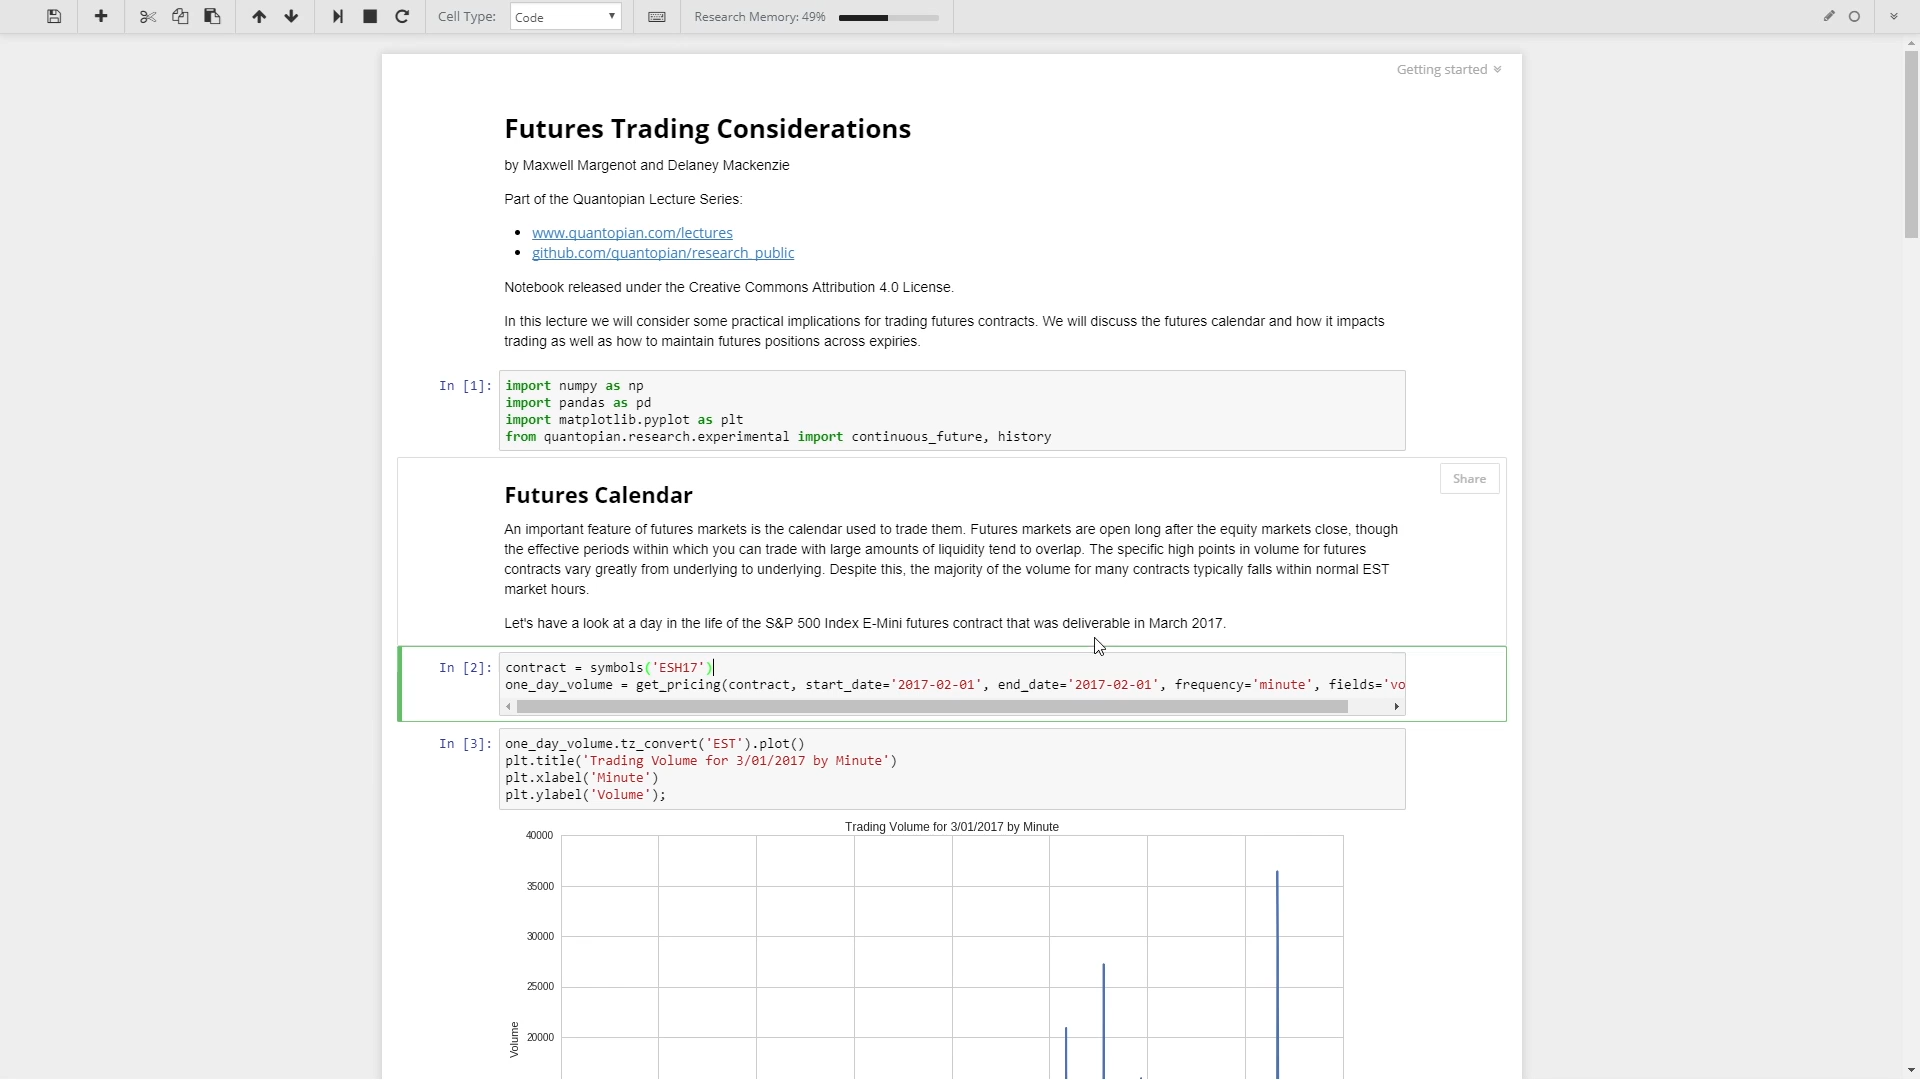 Cell Type: Code Research Memory: 49%
Getting started
Futures Trading Considerations
by Maxwell Margenot and Delaney Mackenzie
Part of the Quantopian Lecture Series:
• www.quantopian.com/lectures
• github.com/quantopian/research_public
Notebook released under the Creative Commons Attribution 4.0 License.
In this lecture we will consider some practical implications for trading futures contracts. We will discuss the futures calendar and how it impacts
trading as well as how to maintain futures positions across expiries.
In [1]: import numpy as np
import pandas as pd
import matplotlib.pyplot as plt
from quantopian.research.experimental import continuous_future, history
Share
Futures Calendar
An important feature of futures markets is the calendar used to trade them. Futures markets are open long after the equity markets close, though
the effective periods within which you can trade with large amounts of liquidity tend to overlap. The specific high points in volume for futures
contracts vary greatly from underlying to underlying. Despite this, the majority of the volume for many contracts typically falls within normal EST
market hours.
Let's have a look at a day in the life of the S&P 500 Index E-Mini futures contract that was deliverable in March 2017.
In [2]: contract = symbols('ESH17')
one_day_volume = get_pricing(contract, start_date='2017-02-01', end_date='2017-02-01', frequency='minute', fields='vo
In [3]: one_day_volume.tz_convert('EST').plot()
plt.title('Trading Volume for 3/01/2017 by Minute')
plt.xlabel('Minute')
plt.ylabel('Volume');
Trading Volume for 3/01/2017 by Minute
40000
35000
30000
25000
20000
Volume